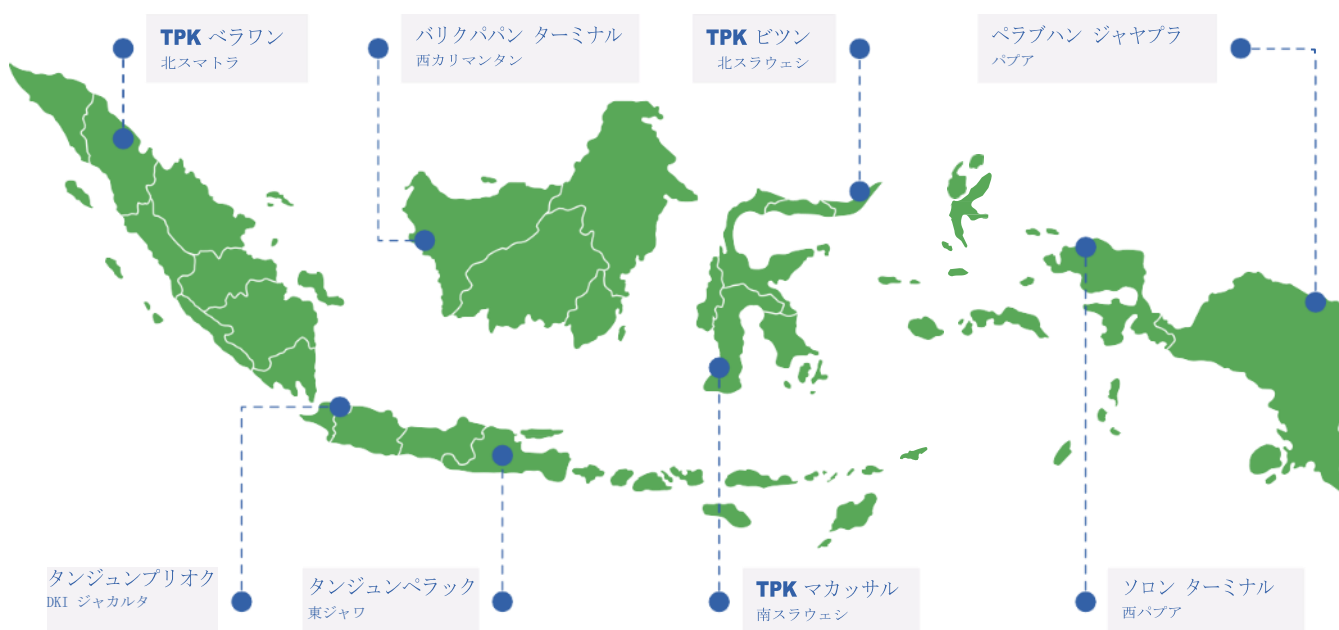 TPK ベラワン
北スマトラ
バリクパパン ターミナル
西カリマンタン
TPK ビツン
北スラウェシ
ペラブハン ジャヤプラ
パプア
タンジュンプリオク
DKI ジャカルタ
タンジュンペラック
東ジャワ
TPK マカッサル
南スラウェシ
ソロン ターミナル
西パプア